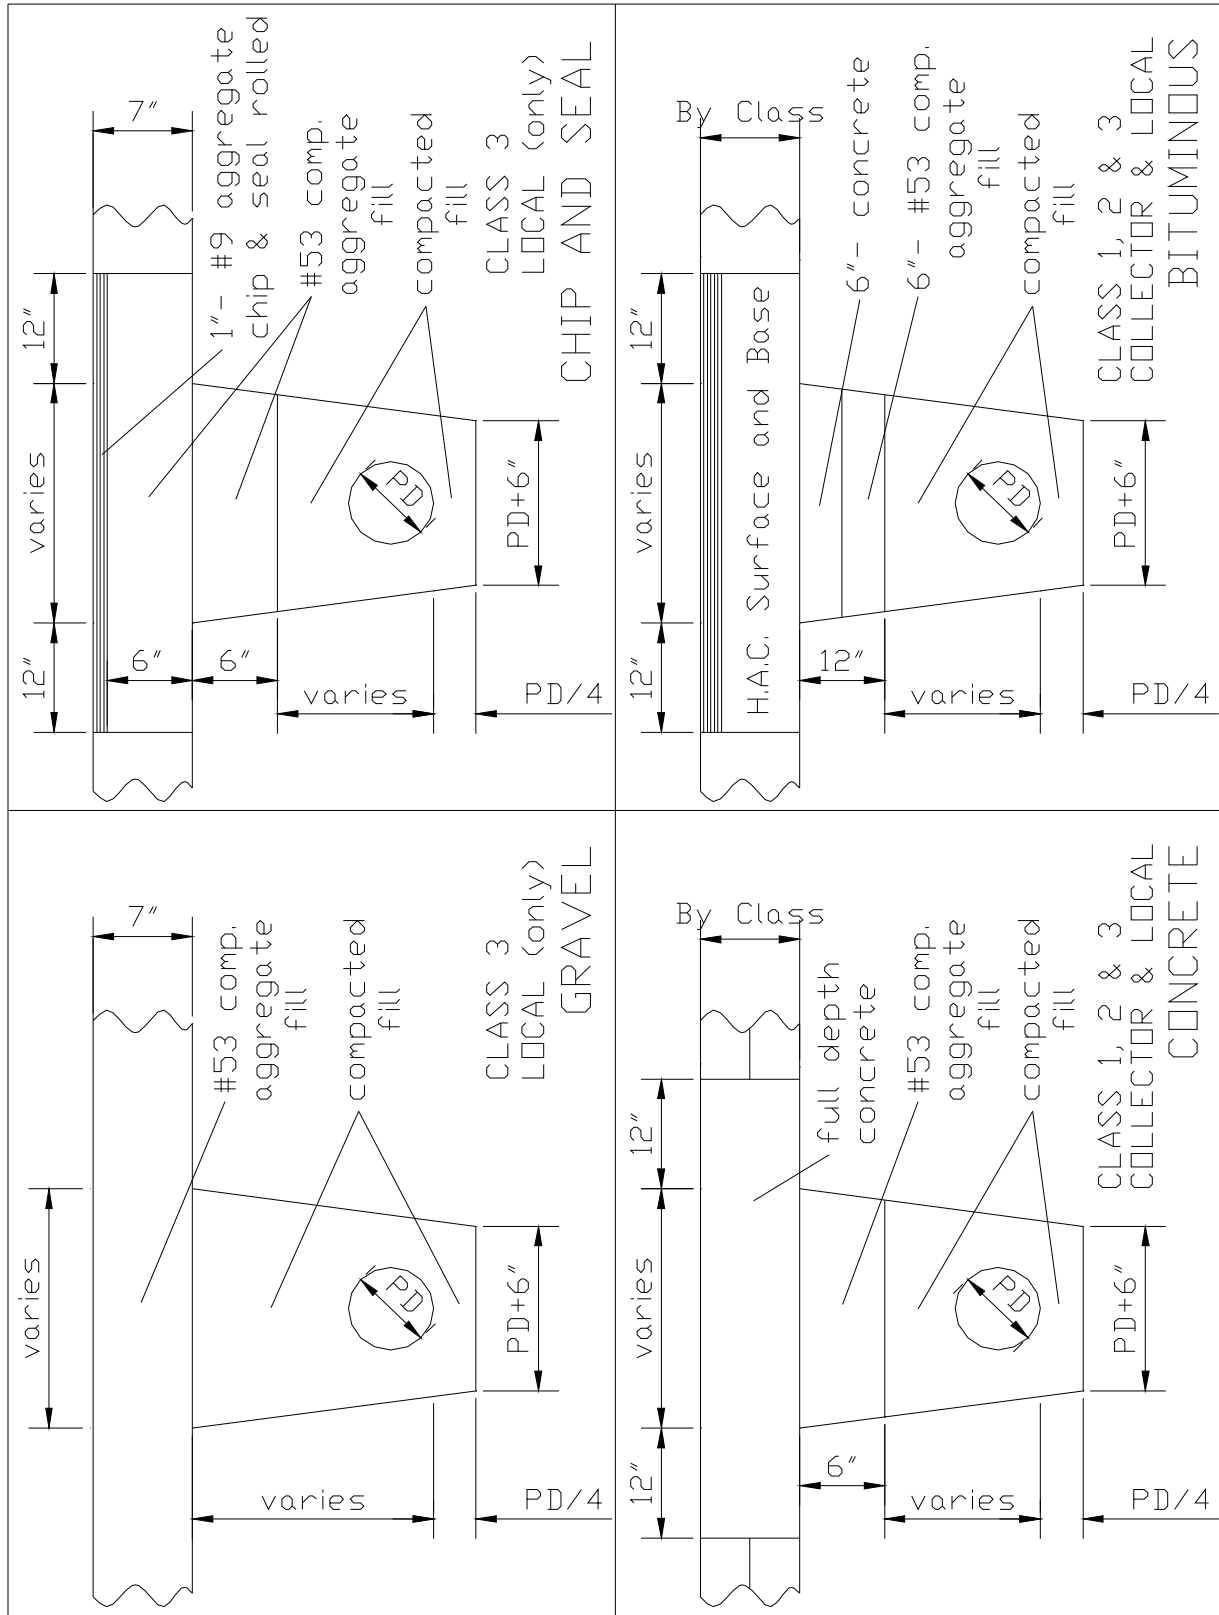 12"
varies
12"
7"
6"
6"
varies
PD/4
PD+6"
PD
1"- #9 aggregate
chip & seal rolled
#53 comp.
aggregate
fill
compacted
fill
CLASS 3
LOCAL (only)
CHIP AND SEAL
12"
varies
12"
By Class
H.A.C. Surface and Base
12"
varies
PD/4
PD+6"
PD
6"- concrete
6"- #53 comp.
aggregate
fill
compacted
fill
CLASS 1, 2 & 3
COLLECTOR & LOCAL
BITUMINOUS
varies
7"
varies
PD/4
PD+6"
PD
#53 comp.
aggregate
fill
compacted
fill
CLASS 3
LOCAL (only)
GRAVEL
12"
varies
12"
By Class
6"
varies
PD/4
PD+6"
PD
full depth
concrete
#53 comp.
aggregate
fill
compacted
fill
CLASS 1, 2 & 3
COLLECTOR & LOCAL
CONCRETE